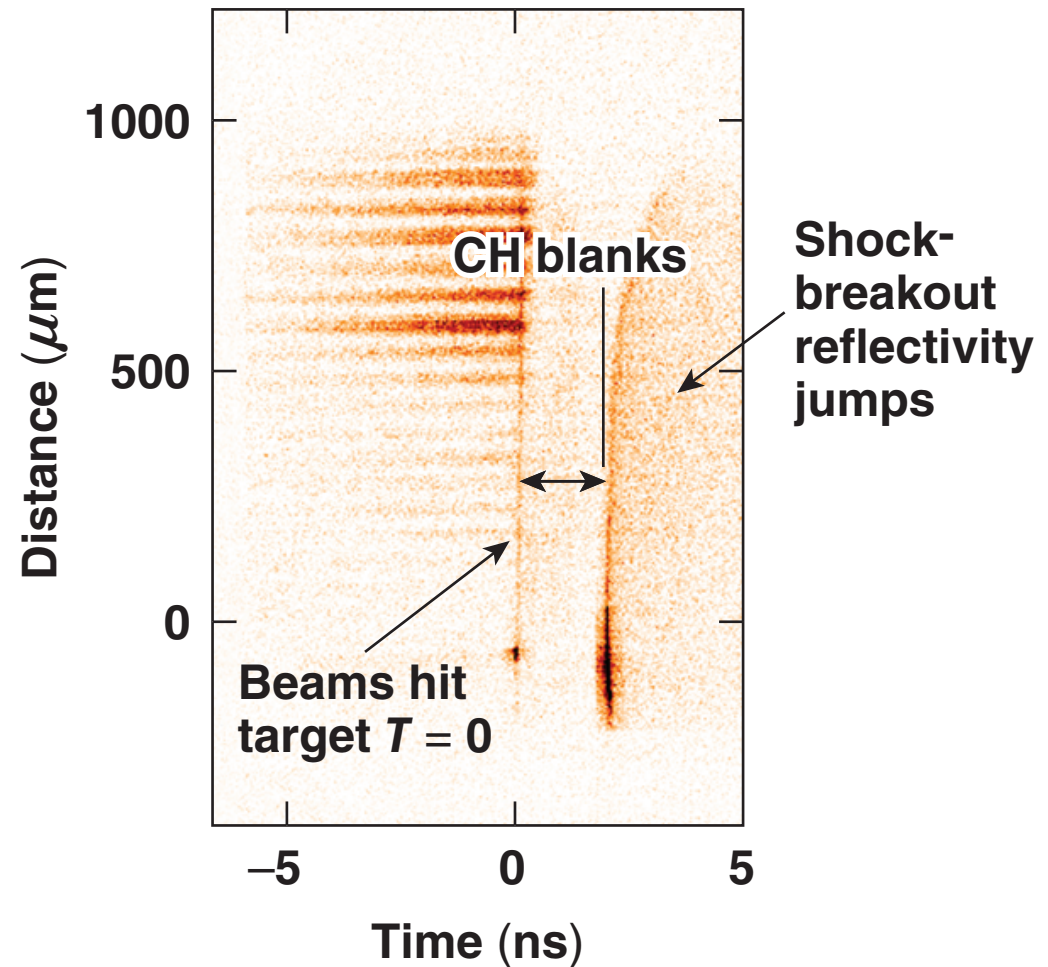 1000
500
0
Distance (μm)
CH blanks
Shock-
breakout
reflectivity
jumps
Beams hit
target T = 0
–5
0
5
Time (ns)